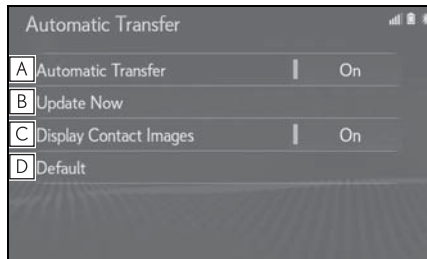 Automatic Transfer
A Automatic Transfer On
B Update Now
C Display Contact Images On
D Default